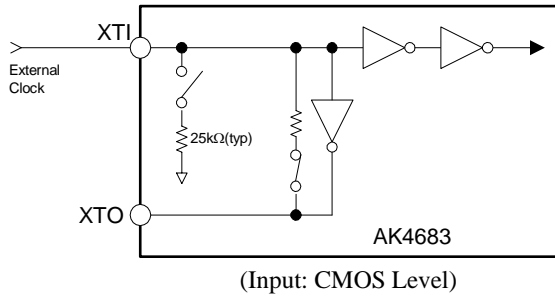 XTI
External
Clock
25kΩ(typ)
XTO
AK4683
(Input: CMOS Level)